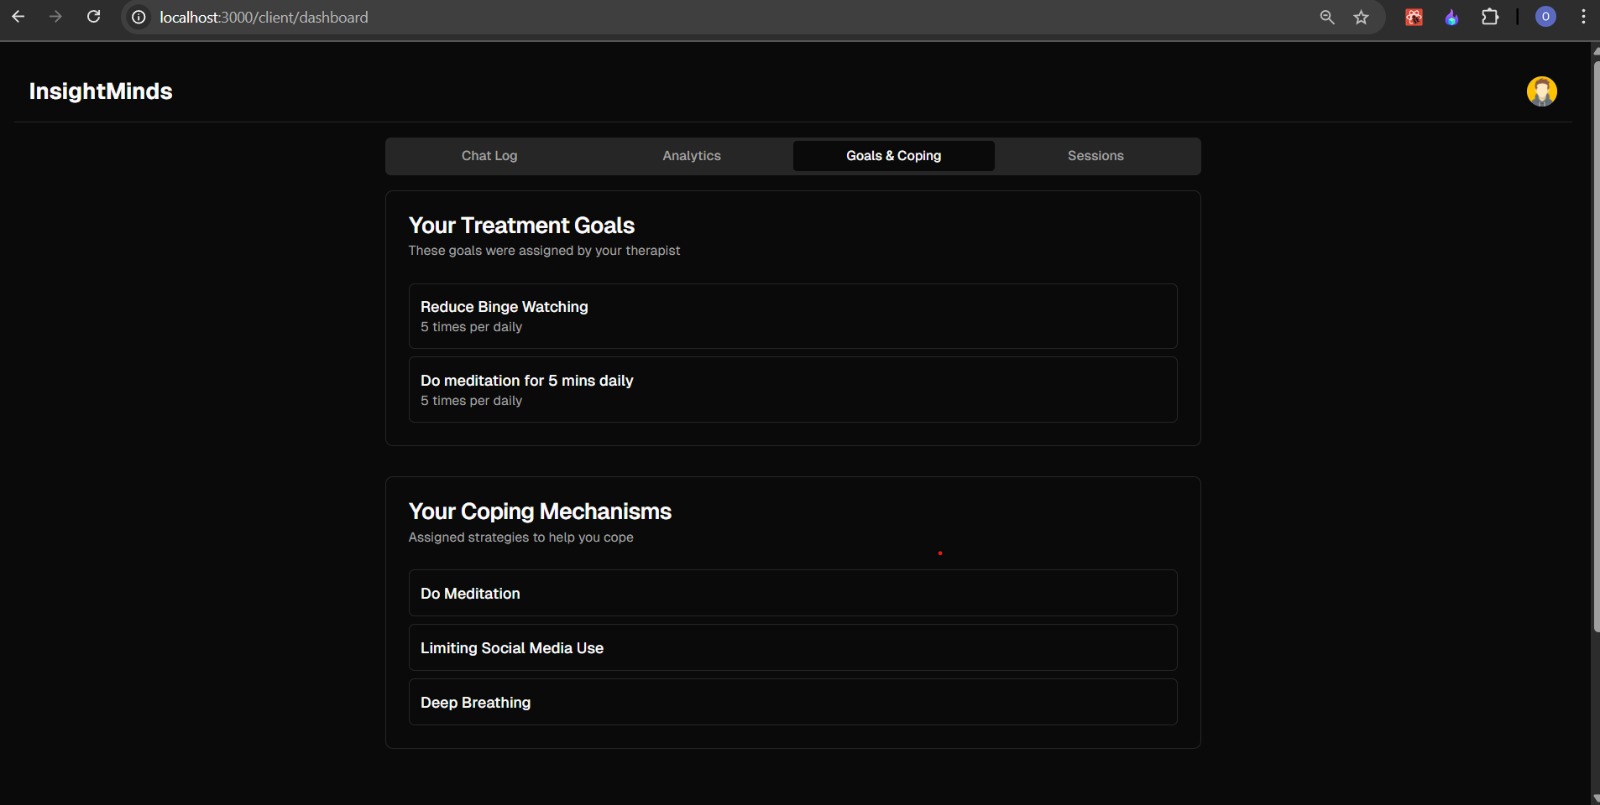 localhost:3000/client/dashboard
O
InsightMinds
Chat Log
Analytics
Goals & Coping
Sessions
Your Treatment Goals
These goals were assigned by your therapist
Reduce Binge Watching
5 times per daily
Do meditation for 5 mins daily
5 times per daily
Your Coping Mechanisms
Assigned strategies to help you cope
Do Meditation
Limiting Social Media Use
Deep Breathing